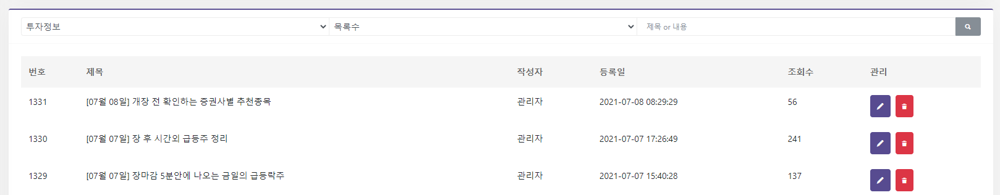 투자정보 목록수 제목 or 내용
번호 제목 작성자 등록일 조회수 관리
1331 [07월 08일] 개장 전 확인하는 증권사별 추천종목 관리자 2021-07-08 08:29:29 56
1330 [07월 07일] 장 후 시간외 급등주 정리 관리자 2021-07-07 17:26:49 241
1329 [07월 07일] 장마감 5분안에 나오는 금일의 급등락주 관리자 2021-07-07 15:40:28 137